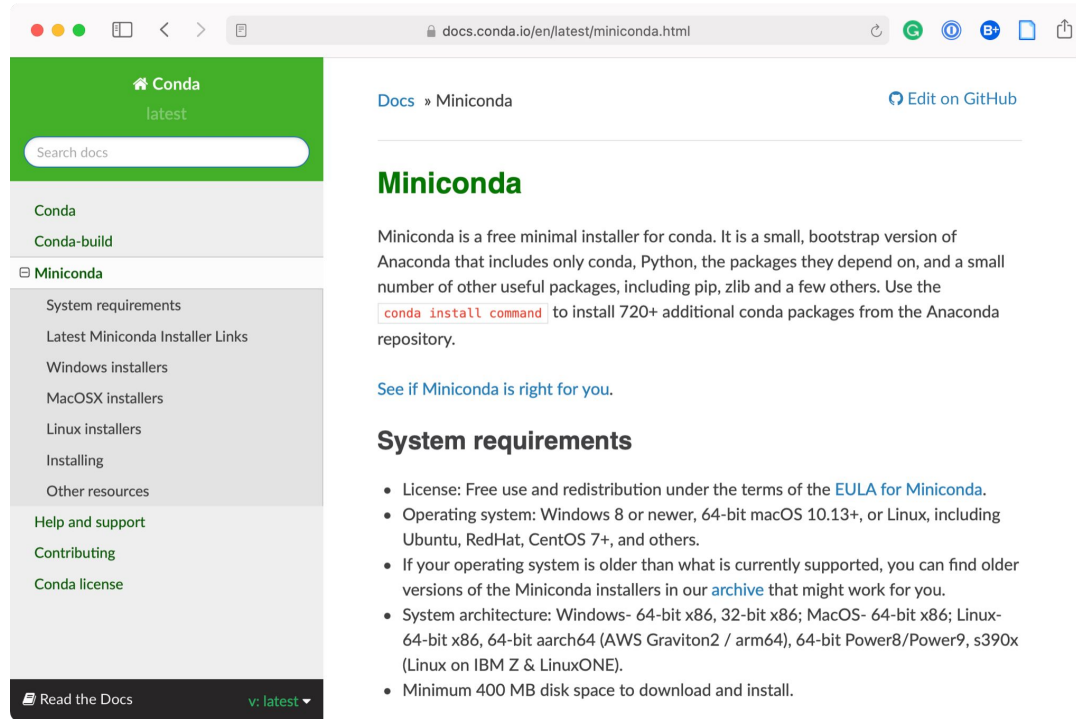 docs.conda.io/en/latest/miniconda.html
Conda
latest
Search docs
Conda
Conda-build
Miniconda
System requirements
Latest Miniconda Installer Links
Windows installers
MacOSX installers
Linux installers
Installing
Other resources
Help and support
Contributing
Conda license
Read the Docs
v: latest
Docs » Miniconda
Edit on GitHub
Miniconda
Miniconda is a free minimal installer for conda. It is a small, bootstrap version of
Anaconda that includes only conda, Python, the packages they depend on, and a small
number of other useful packages, including pip, zlib and a few others. Use the
conda install command to install 720+ additional conda packages from the Anaconda
repository.
See if Miniconda is right for you.
System requirements
• License: Free use and redistribution under the terms of the EULA for Miniconda.
• Operating system: Windows 8 or newer, 64-bit macOS 10.13+, or Linux, including
Ubuntu, RedHat, CentOS 7+, and others.
• If your operating system is older than what is currently supported, you can find older
versions of the Miniconda installers in our archive that might work for you.
• System architecture: Windows- 64-bit x86, 32-bit x86; MacOS- 64-bit x86; Linux-
64-bit x86, 64-bit aarch64 (AWS Graviton2 / arm64), 64-bit Power8/Power9, s390x
(Linux on IBM Z & LinuxONE).
• Minimum 400 MB disk space to download and install.
G
B+